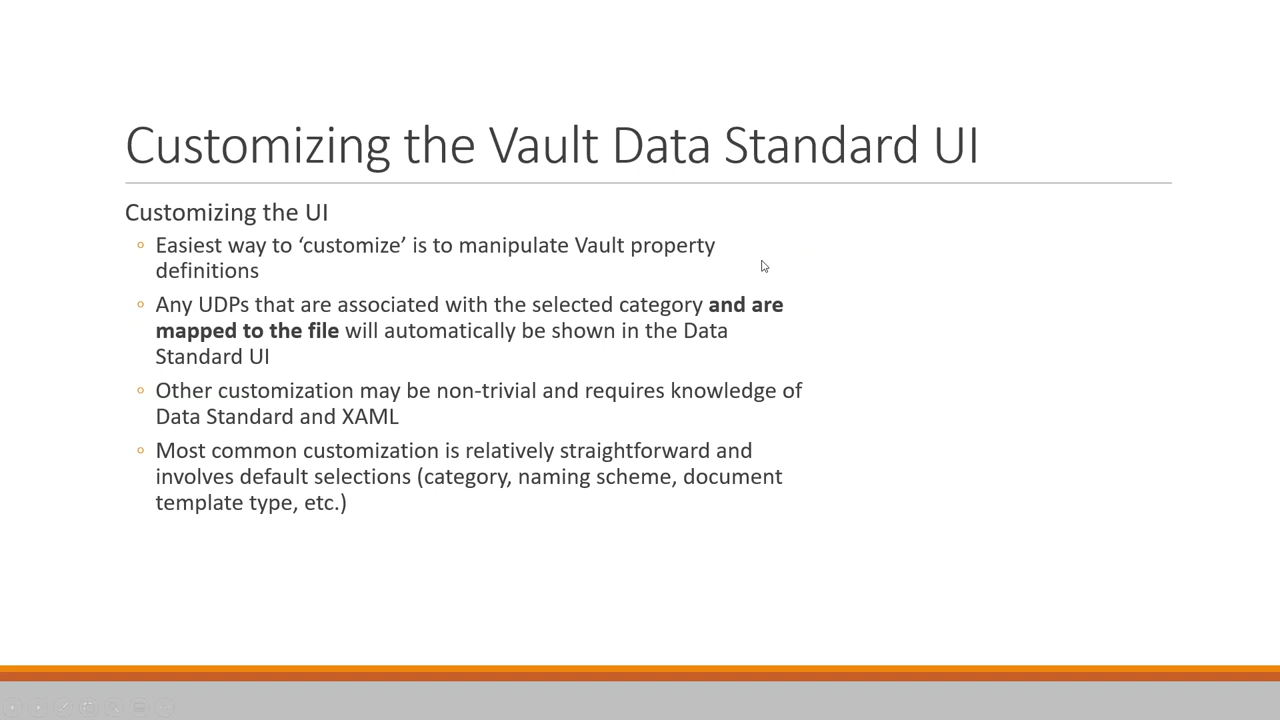 Customizing the Vault Data Standard UI
Customizing the UI
Easiest way to ‘customize’ is to manipulate Vault property
definitions
Any UDPs that are associated with the selected category and are
mapped to the file will automatically be shown in the Data
Standard UI
Other customization may be non-trivial and requires knowledge of
Data Standard and XAML
Most common customization is relatively straightforward and
involves default selections (category, naming scheme, document
template type, etc.)